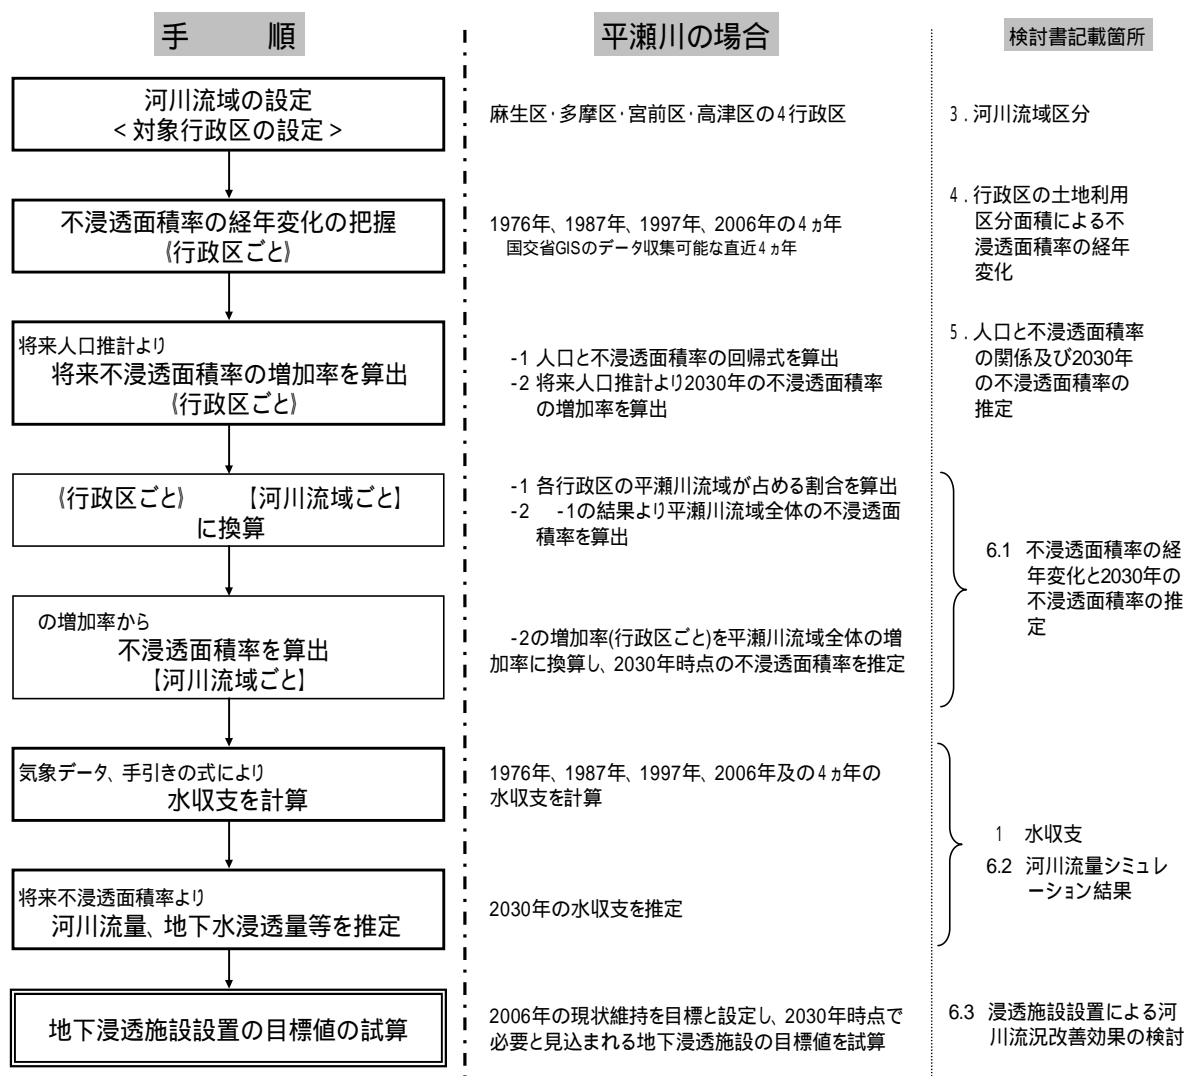 手　　順
平瀬川の場合
検討書記載箇所
河川流域の設定
<対象行政区の設定>
麻生区･多摩区･宮前区･高津区の4行政区
3．河川流域区分
不浸透面積率の経年変化の把握
《行政区ごと》
1976年、1987年、1997年、2006年の4ヵ年
国交省GISのデータ収集可能な直近4ヵ年
4．行政区の土地利用
区分面積による不
浸透面積率の経年
変化
将来人口推計より
将来不浸透面積率の増加率を算出
《行政区ごと》
-1 人口と不浸透面積率の回帰式を算出
-2 将来人口推計より2030年の不浸透面積率
の増加率を算出
5．人口と不浸透面積率
の関係及び2030年
の不浸透面積率の
推定
《行政区ごと》　　【河川流域ごと】
に換算
-1 各行政区の平瀬川流域が占める割合を算出
-2　-1の結果より平瀬川流域全体の不浸透面
積率を算出
6.1 不浸透面積率の経
年変化と2030年の
不浸透面積率の推
定
の増加率から
不浸透面積率を算出
【河川流域ごと】
-2の増加率(行政区ごと)を平瀬川流域全体の増
加率に換算し、2030年時点の不浸透面積率を推定
気象データ、手引きの式により
水収支を計算
1976年、1987年、1997年、2006年及の4ヵ年の
水収支を計算
1　水収支
6.2 河川流量シミュレ
ーション結果
将来不浸透面積率より
河川流量、地下水浸透量等を推定
2030年の水収支を推定
地下浸透施設設置の目標値の試算
2006年の現状維持を目標と設定し、2030年時点で
必要と見込まれる地下浸透施設の目標値を試算
6.3 浸透施設設置による河
川流況改善効果の検討